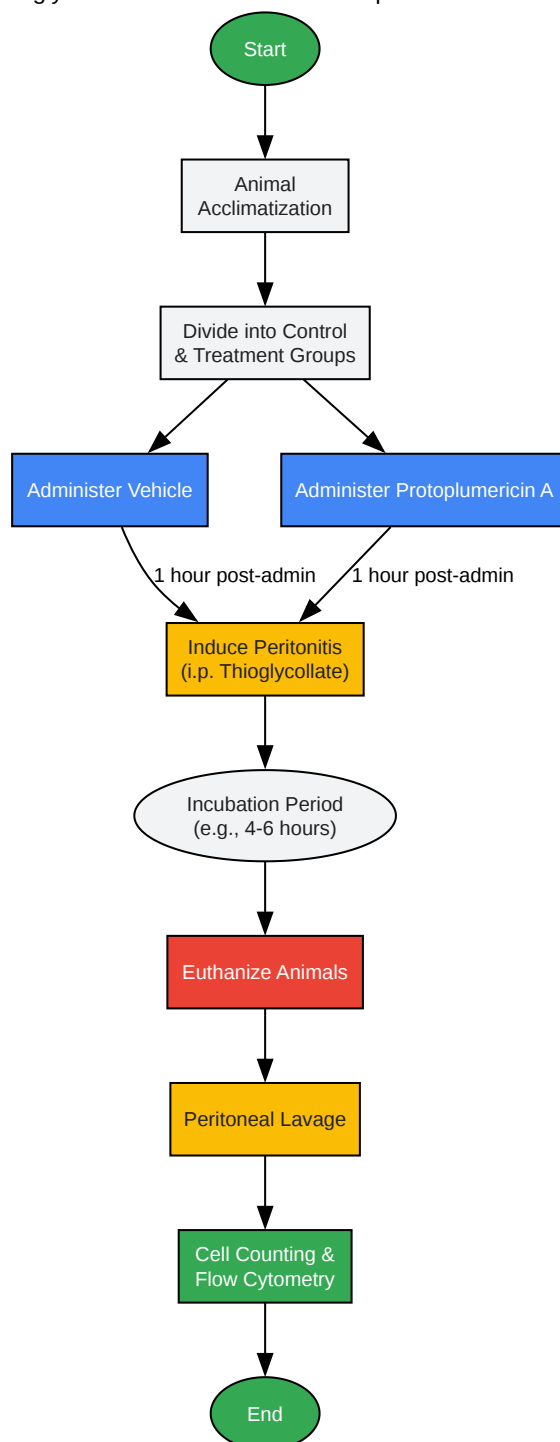 Start
Animal
Acclimatization
Divide into Control
& Treatment Groups
Administer Vehicle
Administer Protoplumericin A
1 hour post-admin
1 hour post-admin
Induce Peritonitis
(i.p. Thioglycollate)
Incubation Period
(e.g., 4-6 hours)
Euthanize Animals
Peritoneal Lavage
Cell Counting &
Flow Cytometry
End